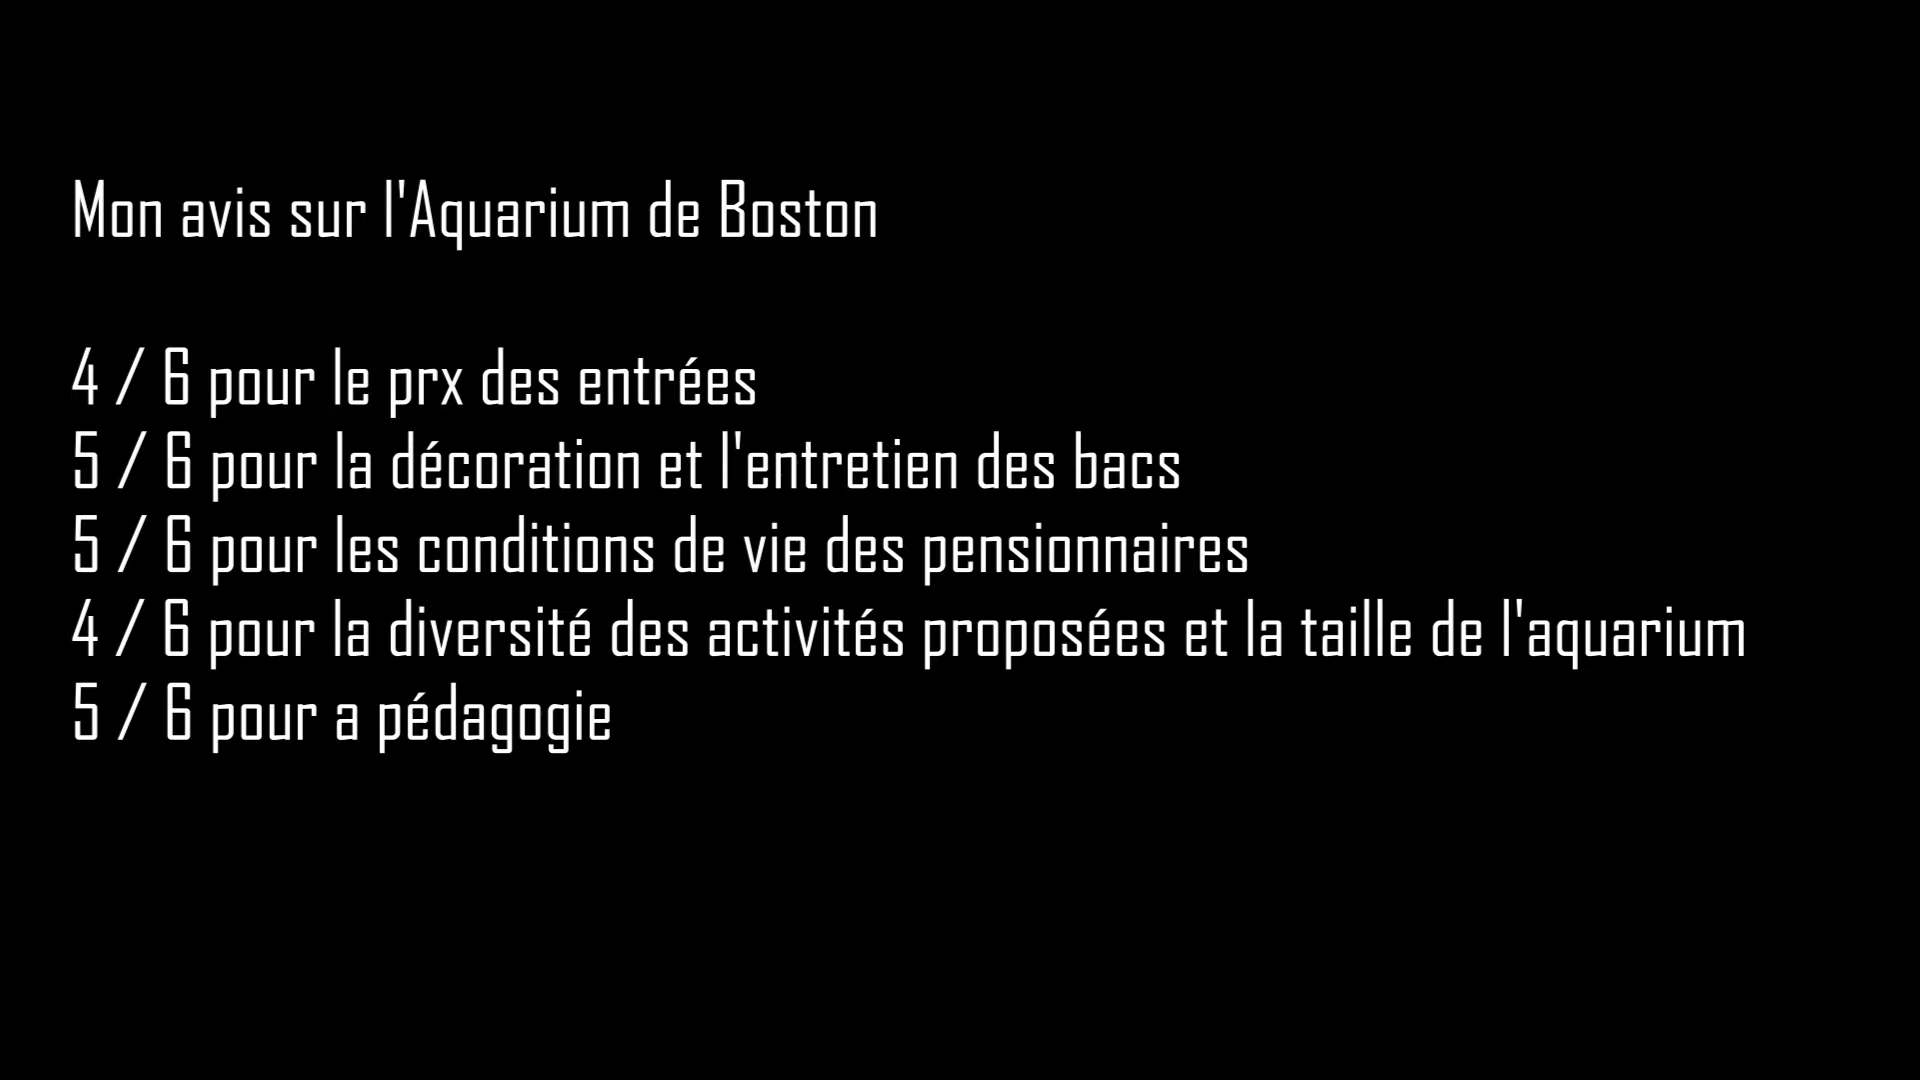 Mon avis sur l'Aquarium de Boston
4 / 6 pour le prx des entrées
5 / 6 pour la décoration et l'entretien des bacs
5 / 6 pour les conditions de vie des pensionnaires
4 / 6 pour la diversité des activités proposées et la taille de l'aquarium
5 / 6 pour a pédagogie